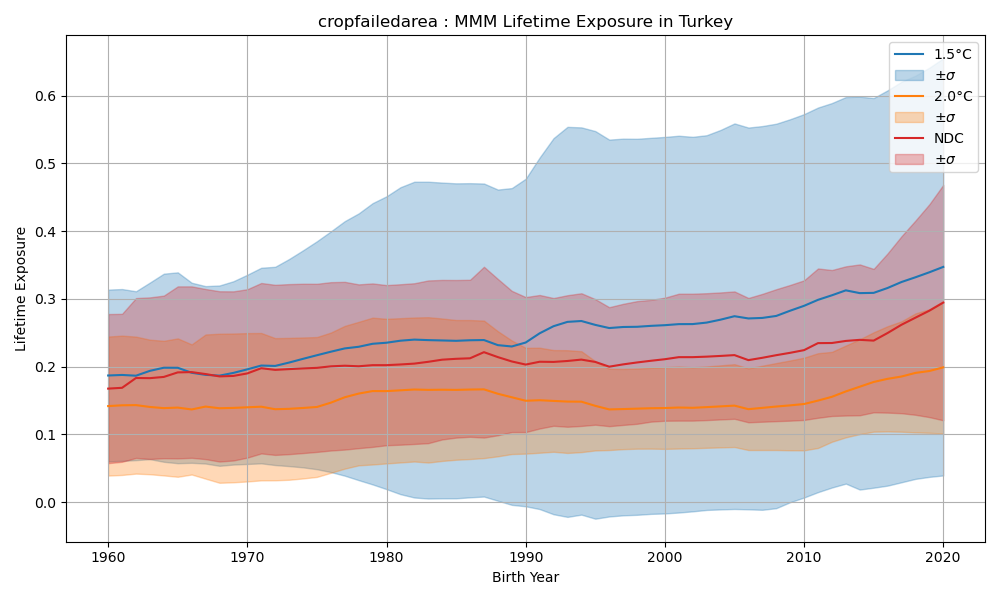 cropfailedarea : MMM Lifetime Exposure in Turkey
1.5°C
±σ
2.0°C
±σ
NDC
±σ
Lifetime Exposure
0.6
0.5
0.4
0.3
0.2
0.1
0.0
1960 1970 1980 1990 2000 2010 2020
Birth Year